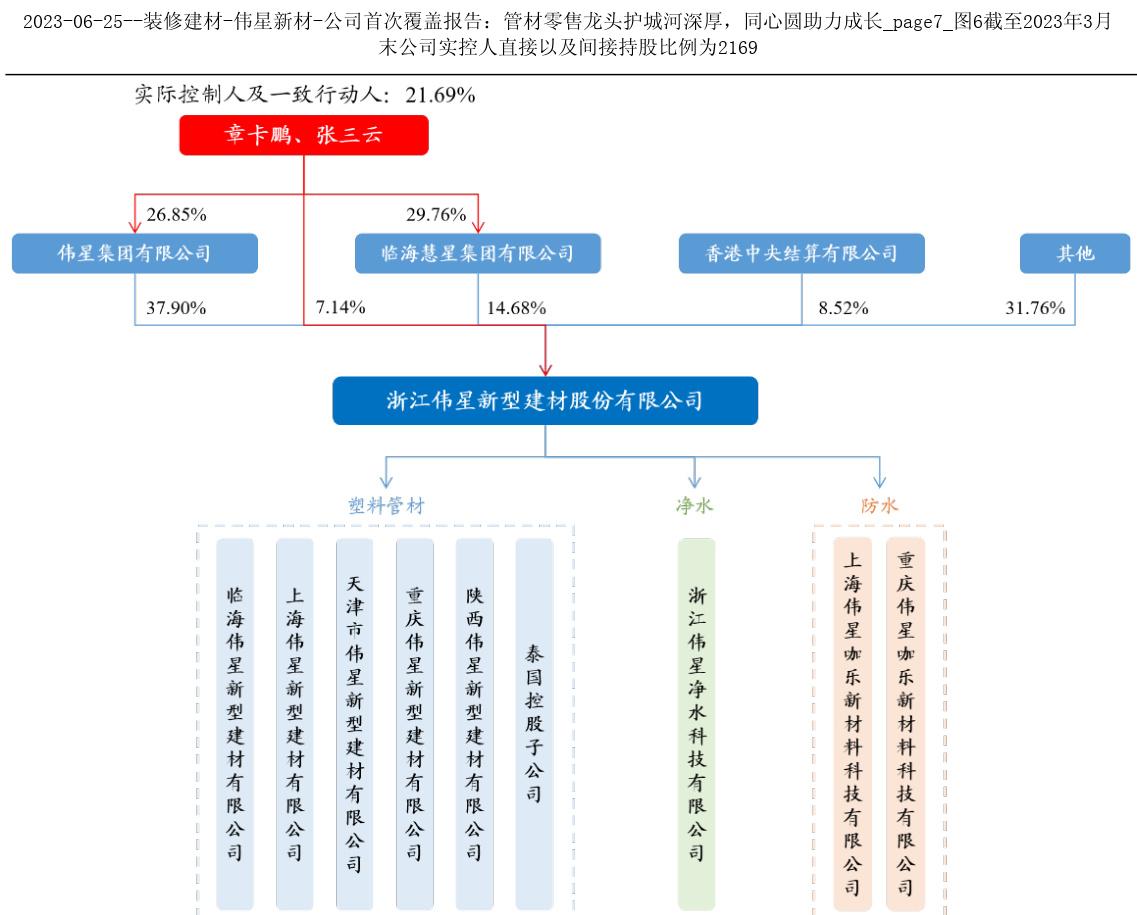 2023-06-25--装修建材-伟星新材-公司首次覆盖报告：管材零售龙头护城河深厚，同心圆助力成长_page7_图6截至2023年3月
末公司实控人直接以及间接持股比例为2169
实际控制人及一致行动人：21.69%
章卡鹏、张三云
26.85%
29.76%
伟星集团有限公司
临海慧星集团有限公司
香港中央结算有限公司
其他
37.90%
7.14%
14.68%
8.52%
31.76%
浙江伟星新型建材股份有限公司
塑料管材
净水
防水
临海伟星新型建材有限公司
上海伟星新型建材有限公司
天津市伟星新型建材有限公司
重庆伟星新型建材有限公司
陕西伟星新型建材有限公司
泰国控股子公司
浙江伟星净水科技有限公司
上海伟星咖乐新材料科技有限公司
重庆伟星咖乐新材料科技有限公司